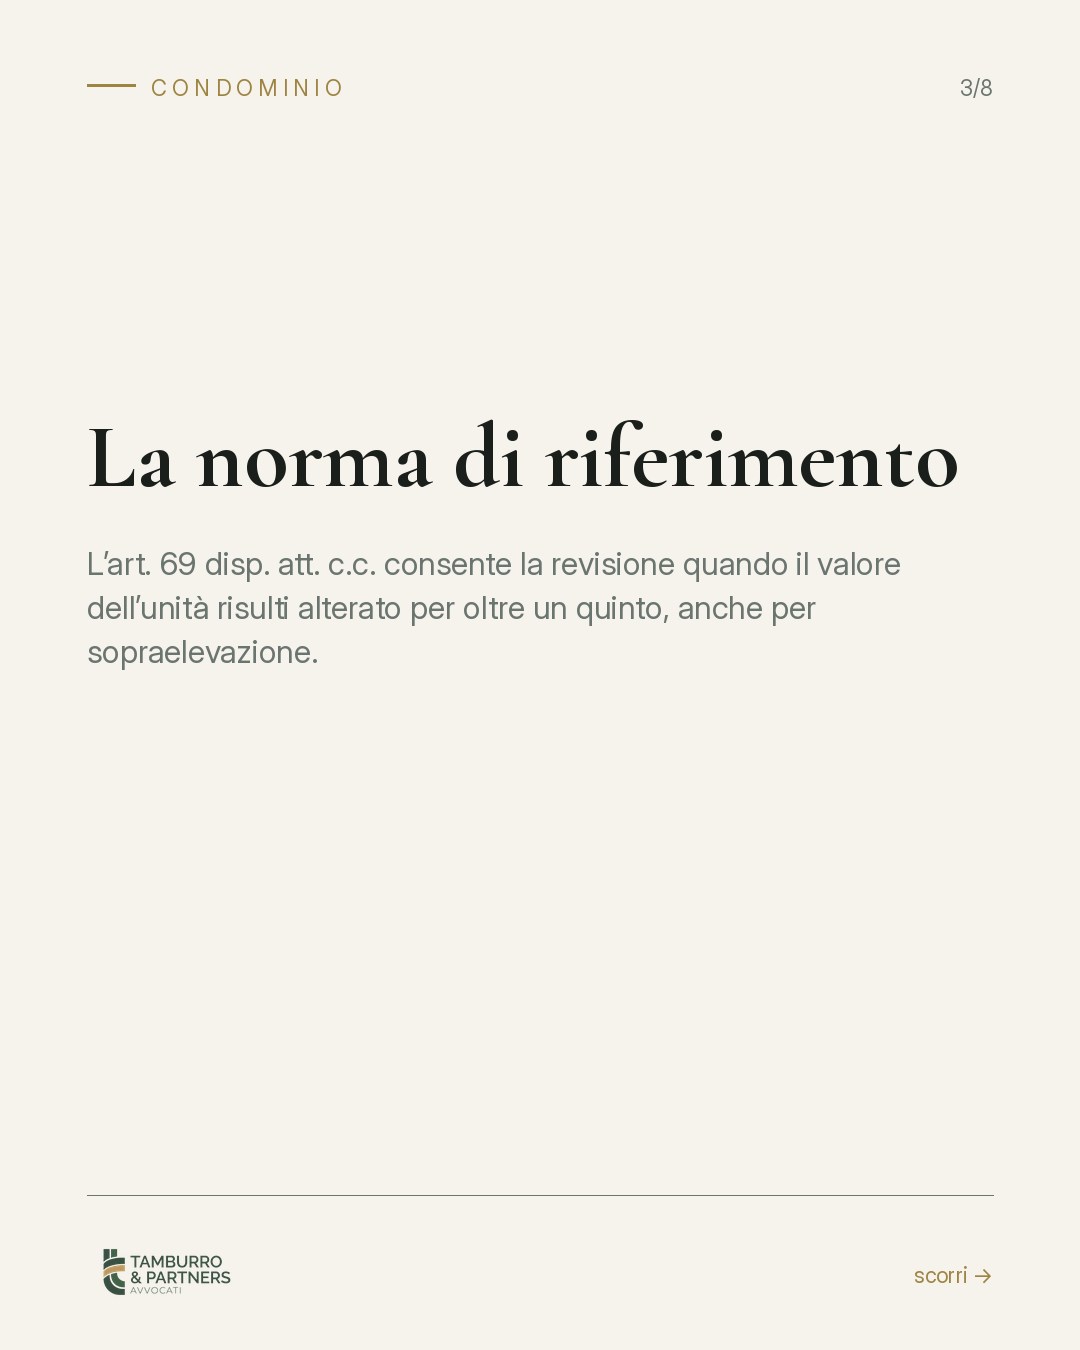 CONDOMINIO
3/8
La norma di riferimento
L’art. 69 disp. att. c.c. consente la revisione quando il valore
dell’unità risulti alterato per oltre un quinto, anche per
sopraelevazione.
TAMBURRO
& PARTNERS
AVVOCATI
scorri →